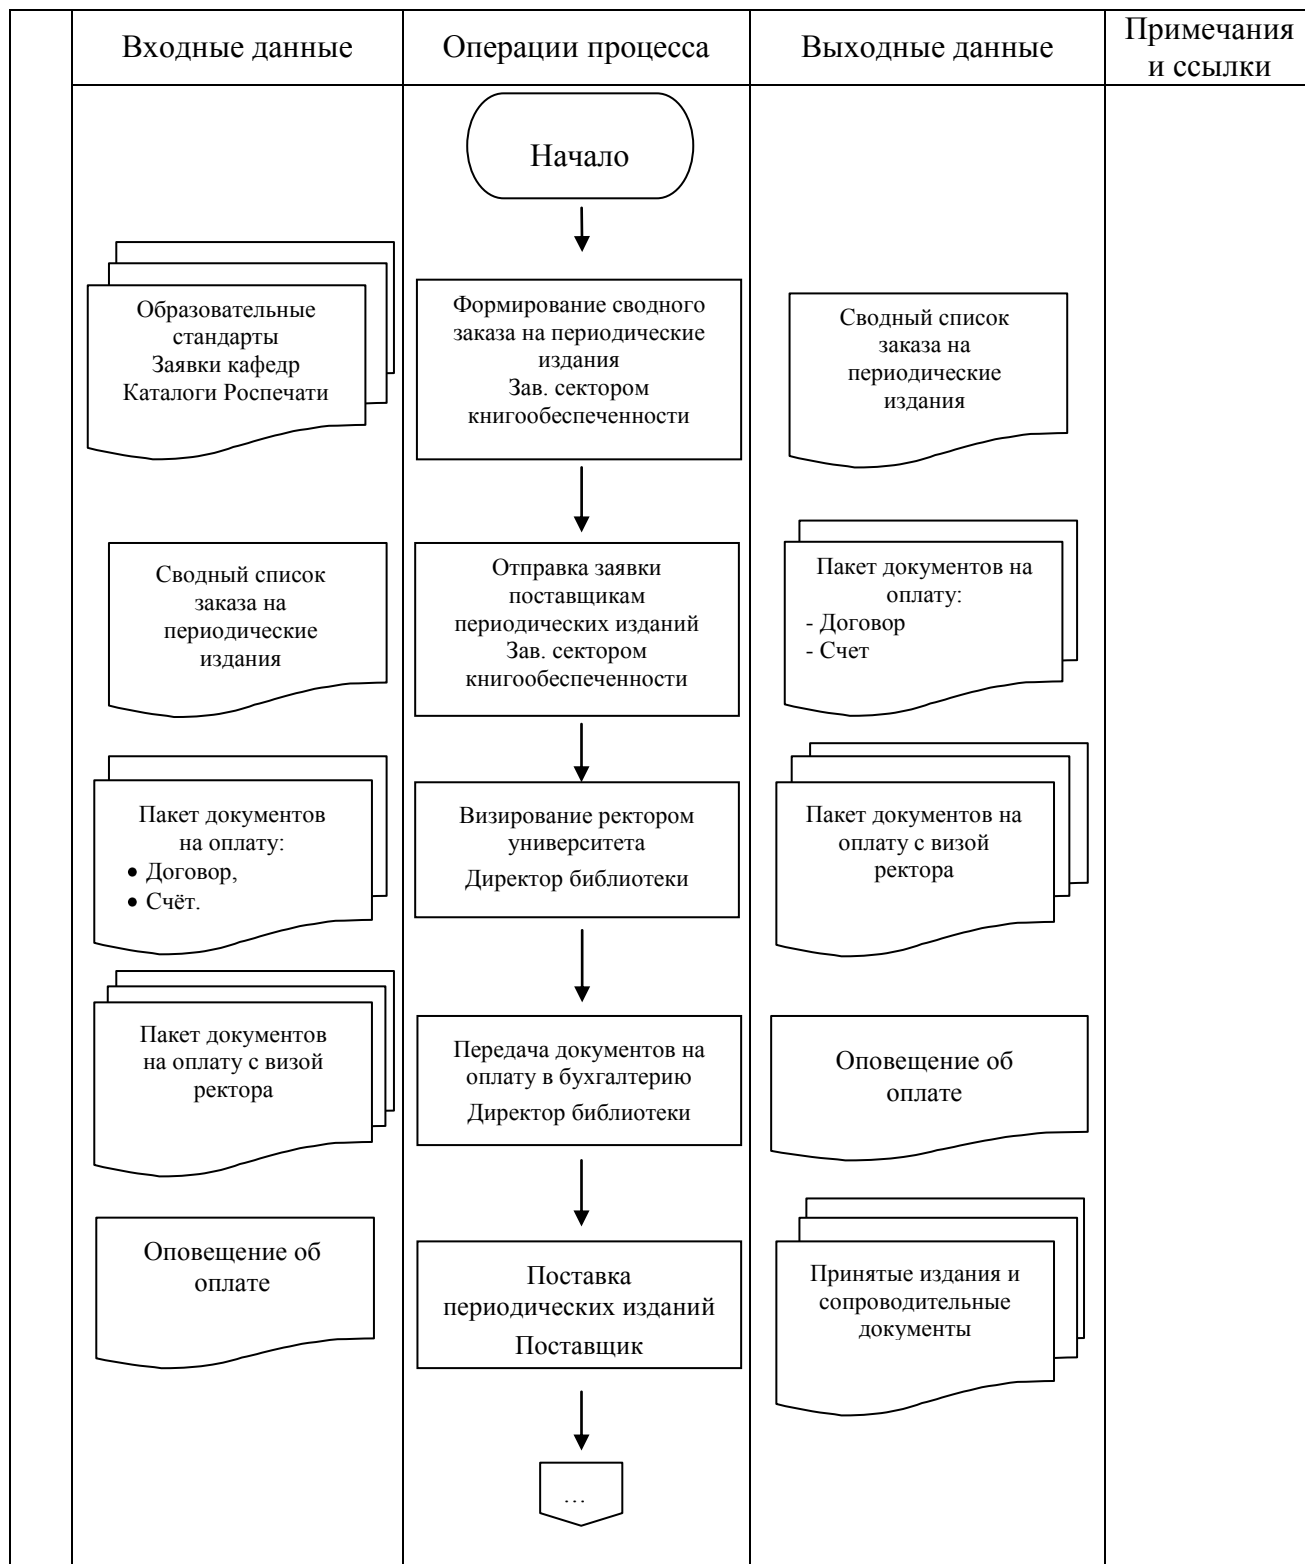 Входные данные
Операции процесса
Выходные данные
Примечания
и ссылки
Начало
Образовательные
стандарты
Заявки кафедр
Каталоги Роспечати
Формирование сводного
заказа на периодические
издания
Зав. сектором
книгообеспеченности
Сводный список
заказа на
периодические
издания
Сводный список
заказа на
периодические
издания
Отправка заявки
поставщикам
периодических изданий
Зав. сектором
книгообеспеченности
Пакет документов на
оплату:
- Договор
- Счет
Пакет документов
на оплату:
• Договор,
• Счёт.
Визирование ректором
университета
Директор библиотеки
Пакет документов на
оплату с визой
ректора
Пакет документов
на оплату с визой
ректора
Передача документов на
оплату в бухгалтерию
Директор библиотеки
Оповещение об
оплате
Оповещение об
оплате
Поставка
периодических изданий
Поставщик
Принятые издания и
сопроводительные
документы
…